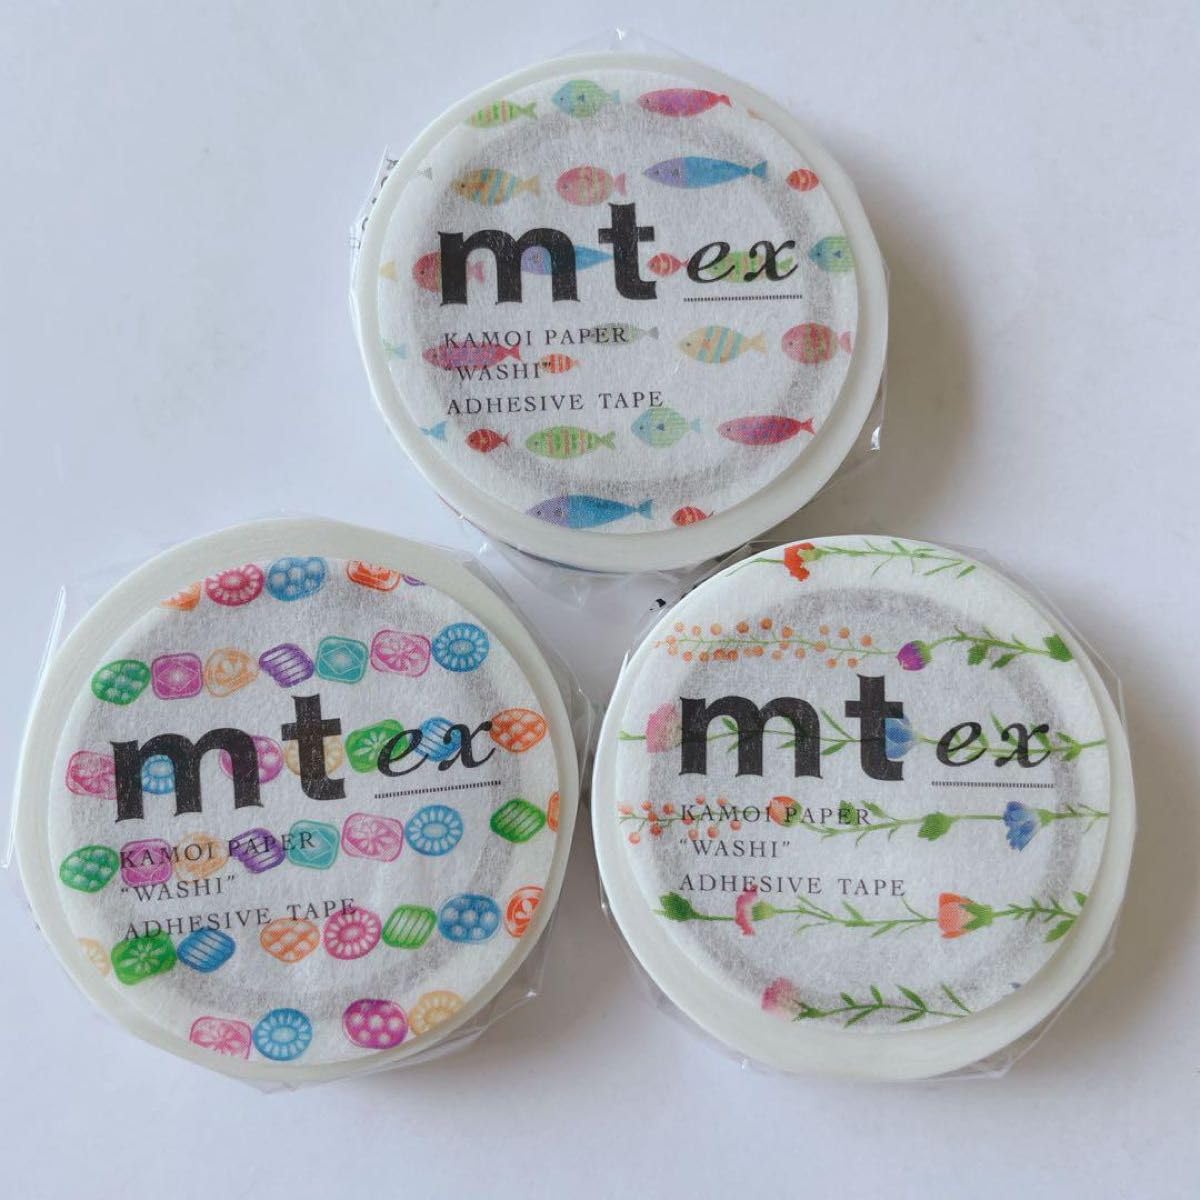 mt ex
KAMOI PAPER
"WASHI"
ADHESIVE TAPE
mt ex
KAMOI PAPER
"WASHI"
ADHESIVE TAPE
mt ex
KAMOI PAPER
"WASHI"
ADHESIVE TAPE